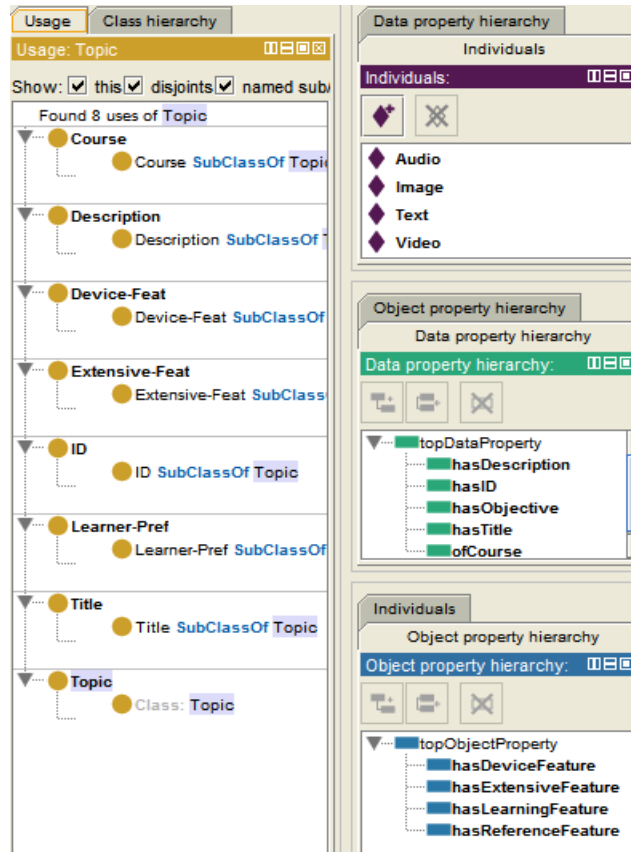 Usage
Class hierarchy
Usage: Topic
Show: this disjoints named sub/
Found 8 uses of Topic
Course
Course SubClassOf Topi
Description
Description SubClassOf T
Device-Feat
Device-Feat SubClassOf
Extensive-Feat
Extensive-Feat SubClass
ID
ID SubClassOf Topic
Learner-Pref
Learner-Pref SubClassOf
Title
Title SubClassOf Topic
Topic
Class: Topic
Data property hierarchy
Individuals
Individuals:
Audio
Image
Text
Video
Object property hierarchy
Data property hierarchy
Data property hierarchy:
topDataProperty
hasDescription
hasID
hasObjective
hasTitle
ofCourse
Individuals
Object property hierarchy
Object property hierarchy:
topObjectProperty
hasDeviceFeature
hasExtensiveFeature
hasLearningFeature
hasReferenceFeature